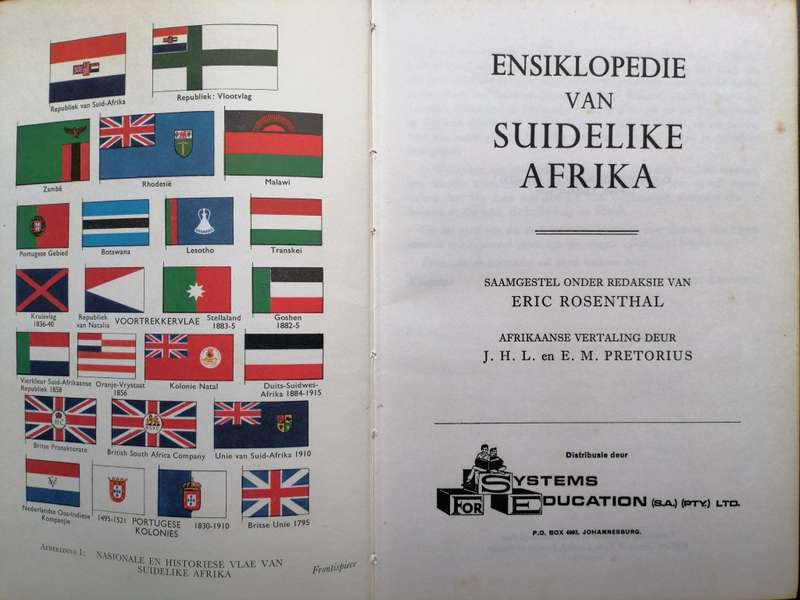 Republiek van Suid-Afrika
Republiek: Vlootvlag
Zambë
Rhodesië
Malawi
Portugese Gebied
Botswana
Lesotho
Transkei
Kruisvlag
1836-40
Republiek
van Natalis
VOORTREKKERVLAE
Stellaland
1883-5
Goshen
1882-5
Vierkleur Suid-Afrikaanse
Republiek 1858
Oranje-Vrystaat
1856
Kolonie Natal
Duits-Suidwes-
Afrika 1884-1915
Britse Protektorate
British South Africa Company
Unie van Suid-Afrika 1910
Nederlandse Oos-Indiese
Kompanjie
1495-1521
PORTUGESE
KOLONIES
1830-1910
Britse Unie 1795
Afbeelding 1: NASIONALE EN HISTORIESE VLAE VAN
SUIDELIKE AFRIKA
Frontispiece
ENSIKLOPEDIE
VAN
SUIDELIKE
AFRIKA
SAAMGESTEL ONDER REDAKSIE VAN
ERIC ROSENTHAL
AFRIKAANSE VERTALING DEUR
J. H. L. en E. M. PRETORIUS
Distribusie deur
SYSTEMS
FOR EDUCATION (S.A.) (PTY.) LTD.
P.O. BOX 4002, JOHANNESBURG.